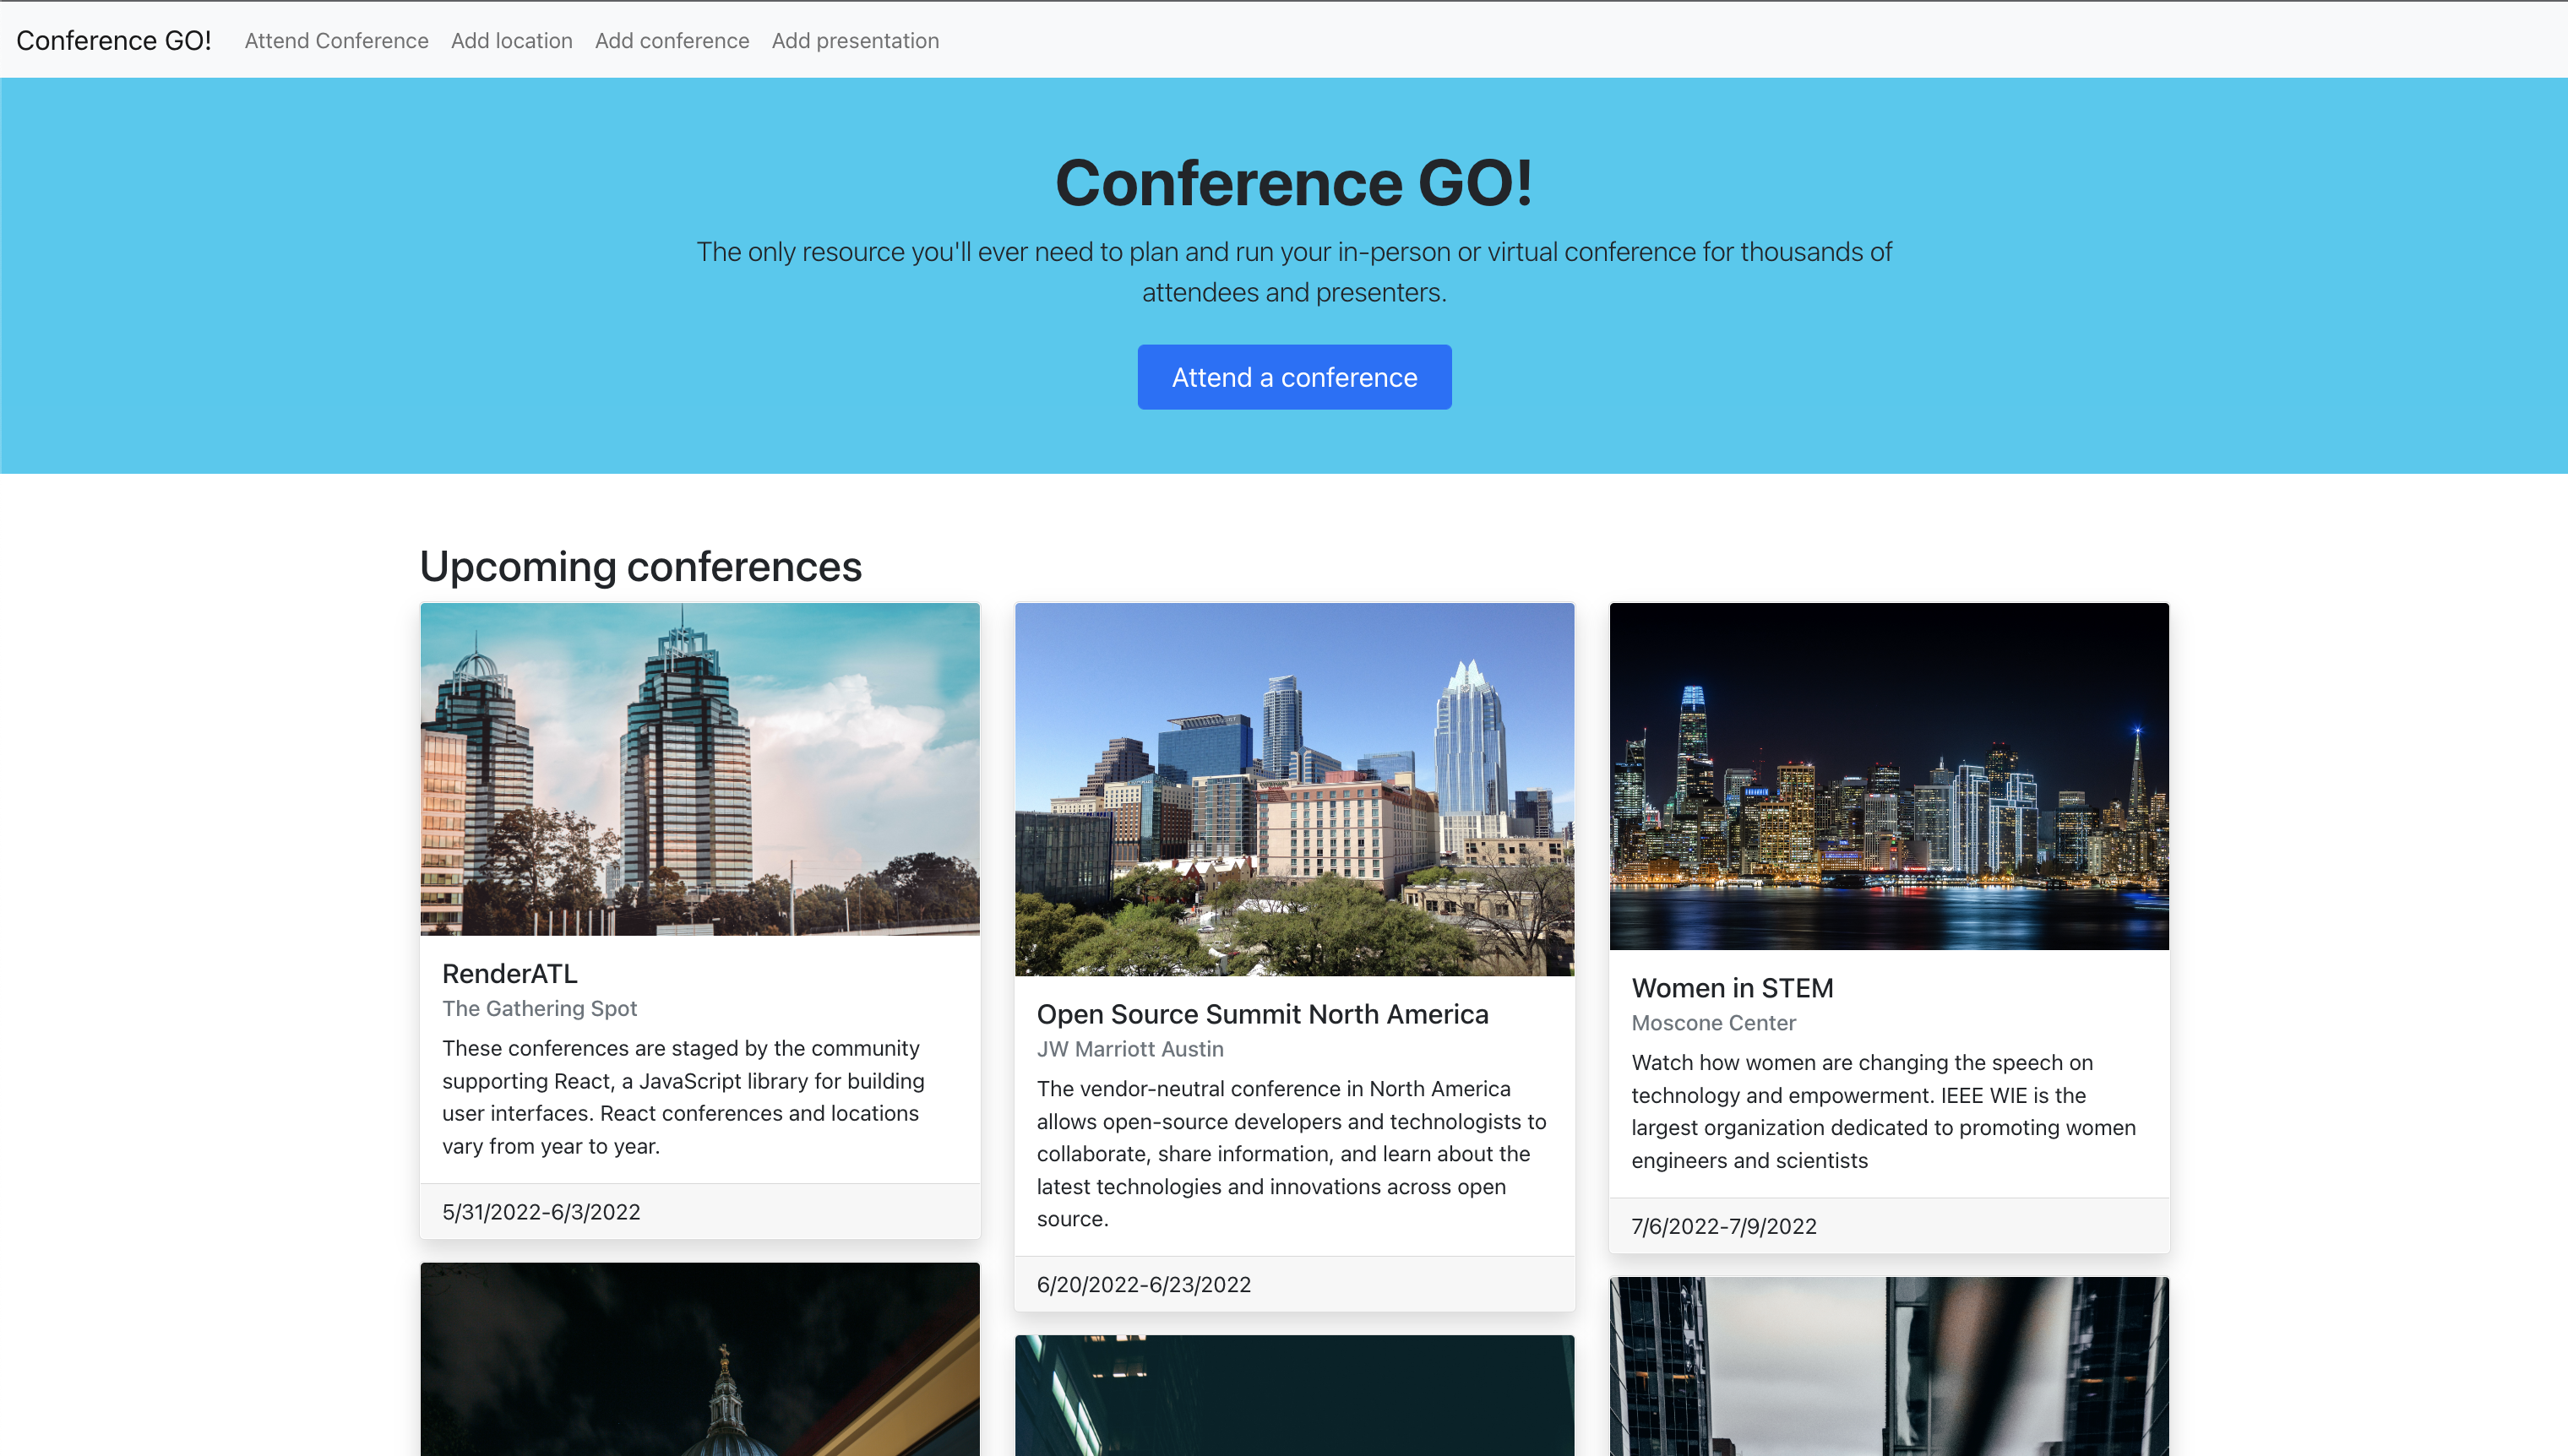 Conference GO! Attend Conference Add location Add conference Add presentation
Conference GO!
The only resource you'll ever need to plan and run your in-person or virtual conference for thousands of
attendees and presenters.
Attend a conference
Upcoming conferences
RenderATL
The Gathering Spot
These conferences are staged by the community
supporting React, a JavaScript library for building
user interfaces. React conferences and locations
vary from year to year.
5/31/2022-6/3/2022
Open Source Summit North America
JW Marriott Austin
The vendor-neutral conference in North America
allows open-source developers and technologists to
collaborate, share information, and learn about the
latest technologies and innovations across open
source.
6/20/2022-6/23/2022
Women in STEM
Moscone Center
Watch how women are changing the speech on
technology and empowerment. IEEE WIE is the
largest organization dedicated to promoting women
engineers and scientists
7/6/2022-7/9/2022